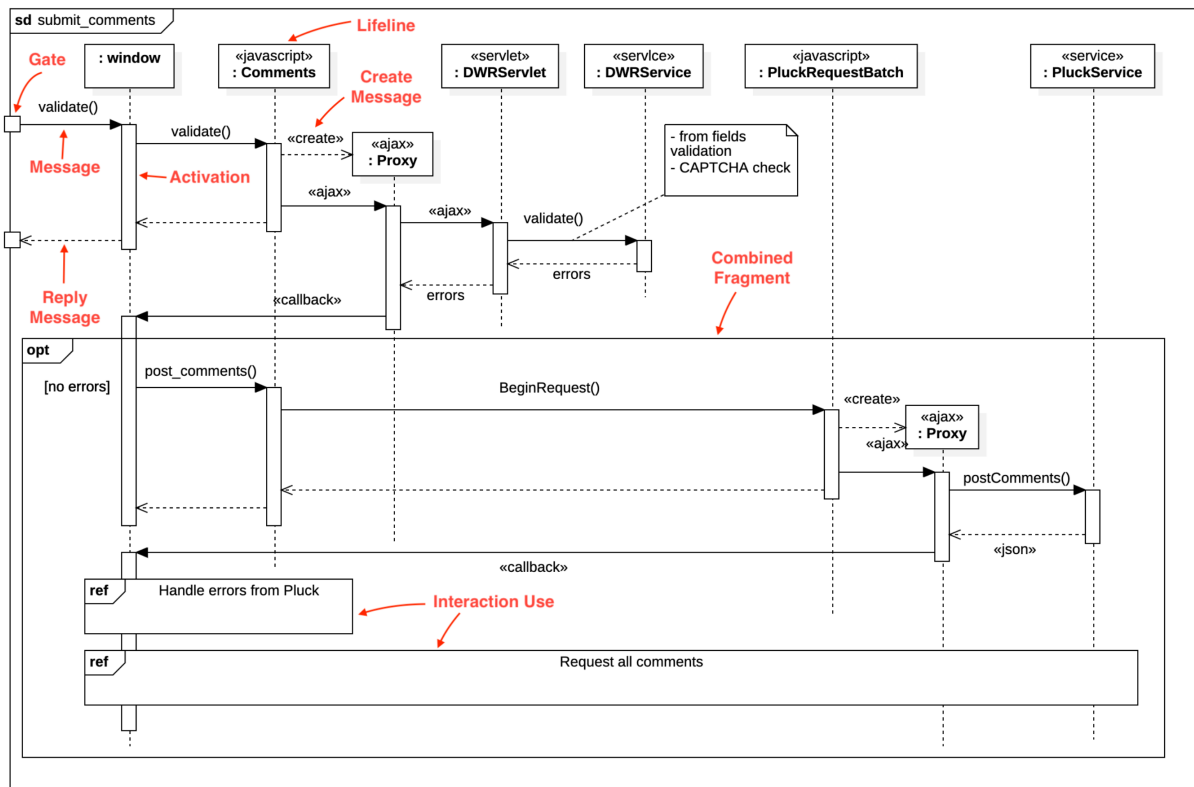 sd submit_comments
Lifeline
Gate
: window
«javascript»
: Comments
«servlet»
: DWRServlet
«servlce»
: DWRService
«javascript»
: PluckRequestBatch
«service»
: PluckService
Create
Message
validate()
validate()
«create»
«ajax»
: Proxy
- from fields
validation
- CAPTCHA check
Message
Activation
«ajax»
«ajax»
validate()
errors
errors
Combined
Fragment
Reply
Message
«callback»
opt
[no errors]
post_comments()
BeginRequest()
«create»
«ajax»
: Proxy
«ajax»
postComments()
«json»
«callback»
ref
Handle errors from Pluck
Interaction Use
ref
Request all comments